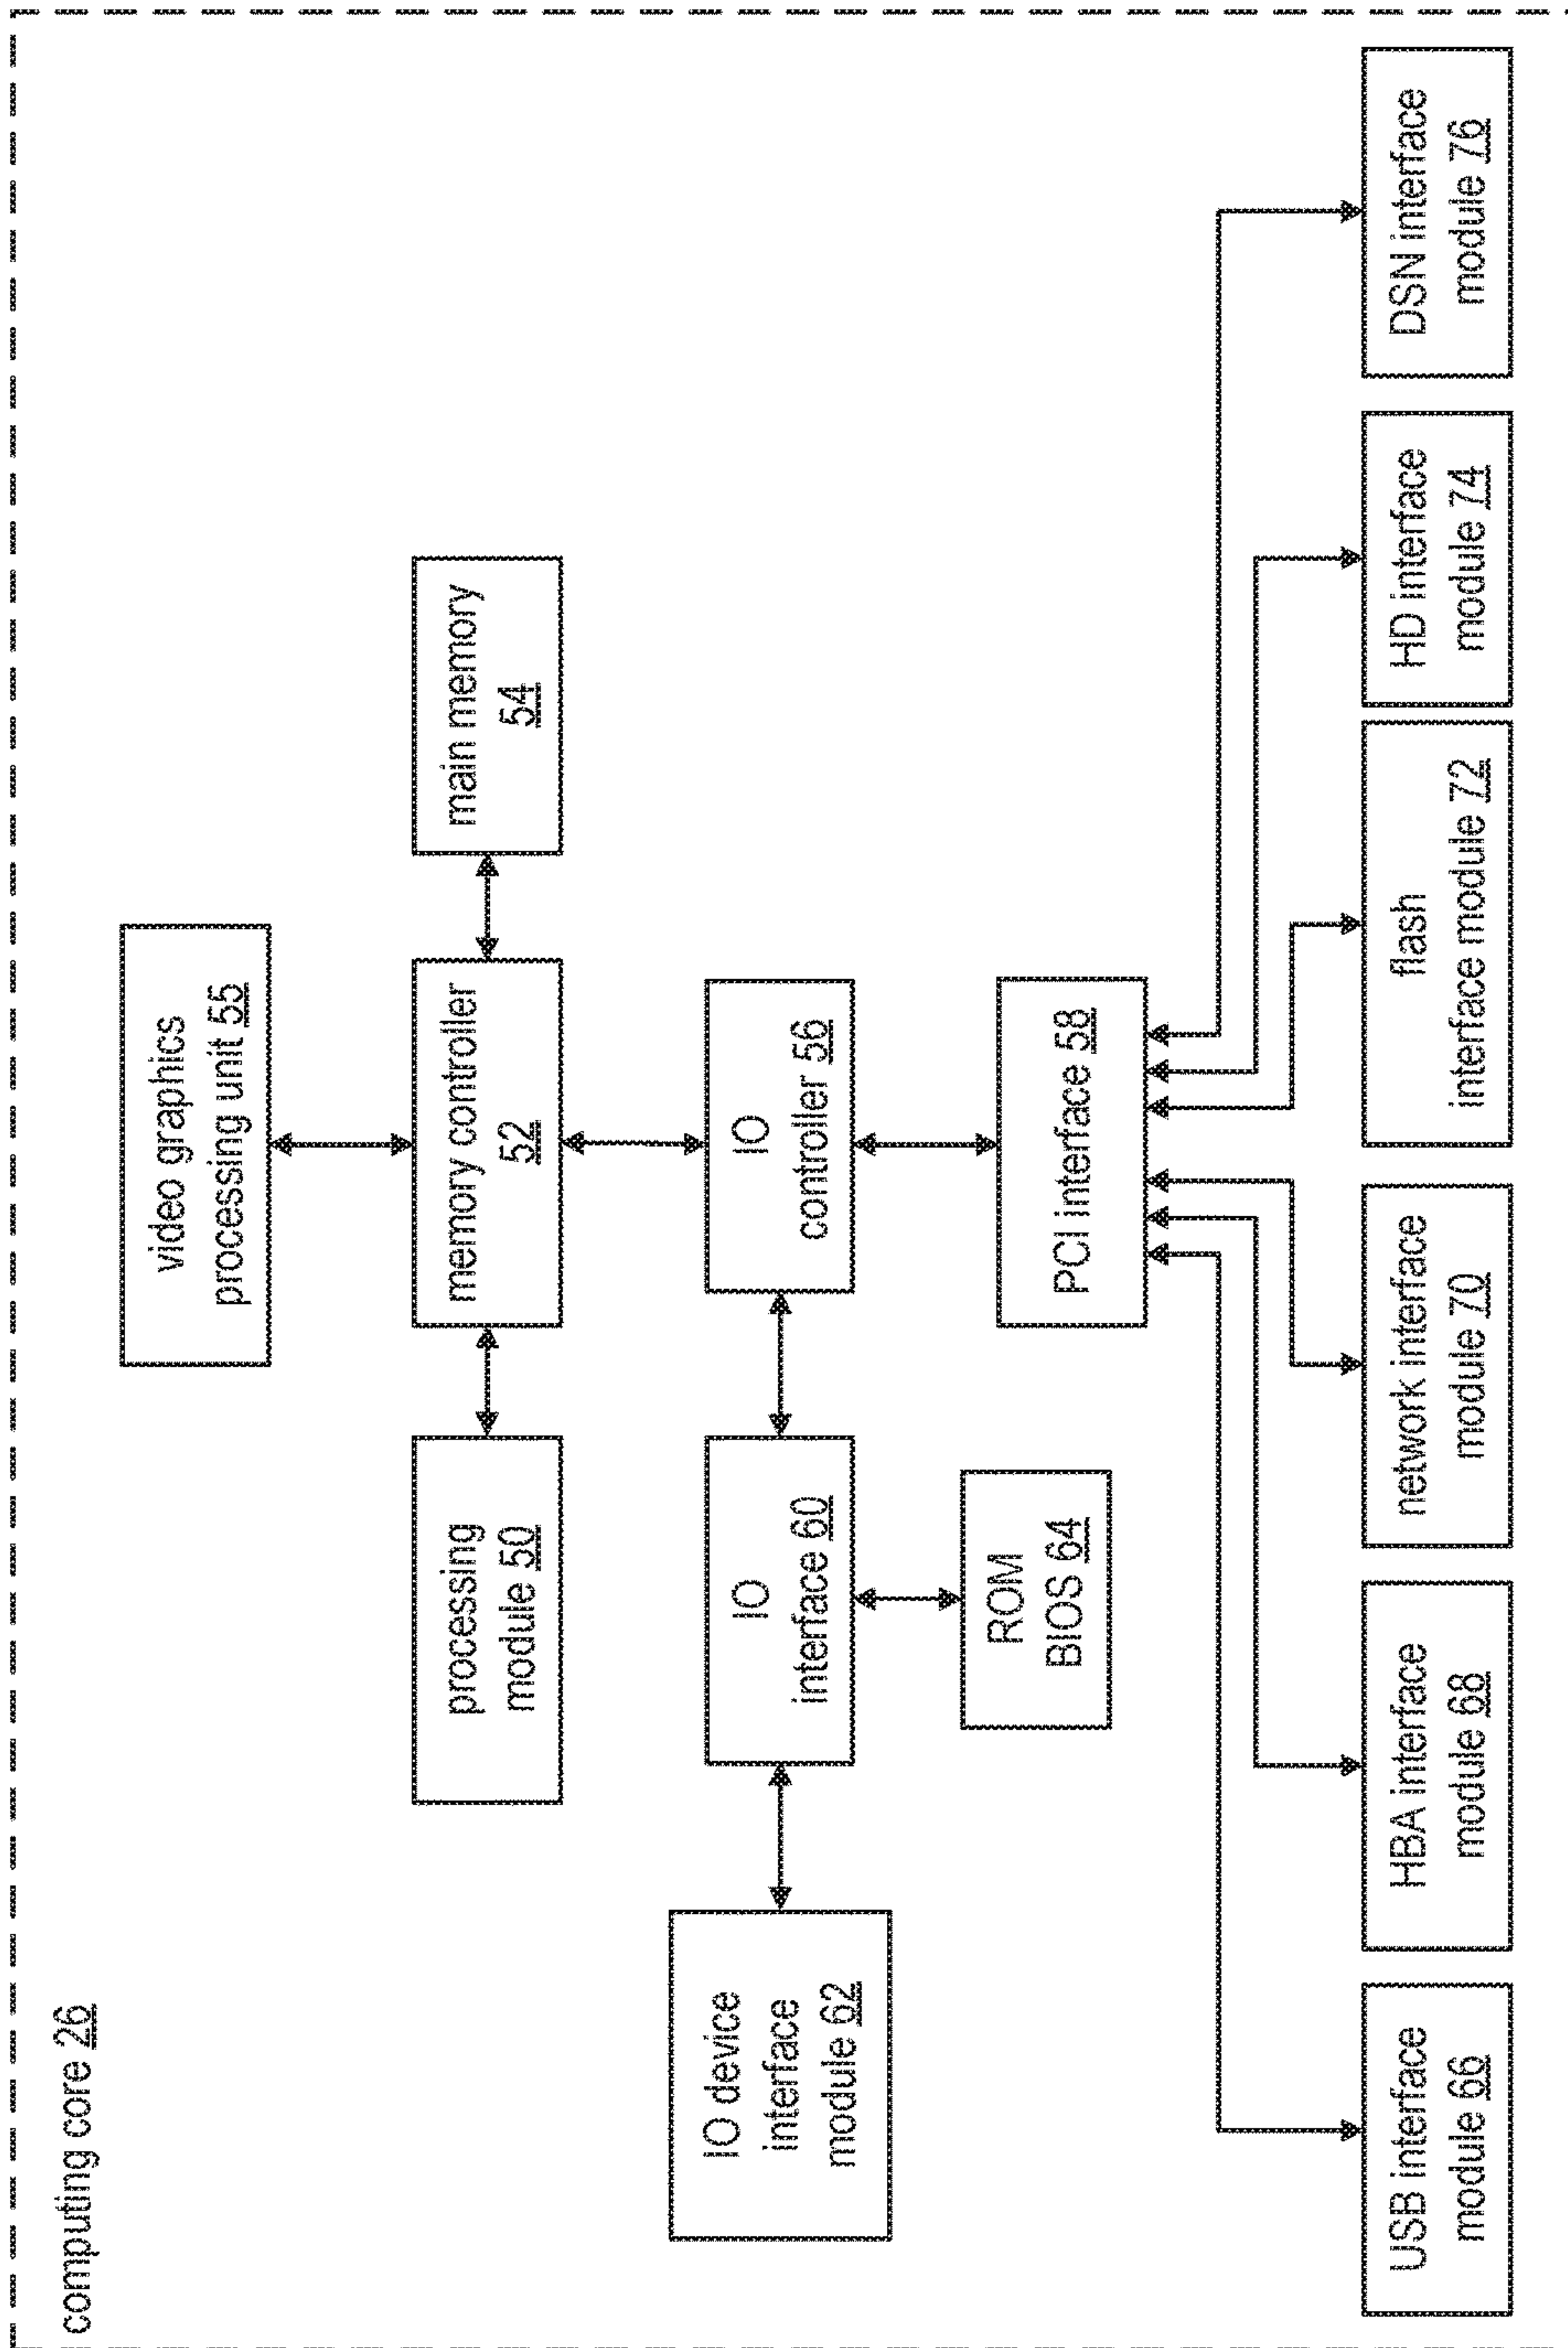 computing core 26
video graphics
processing unit 55
processing
module 50
memory controller
52
main memory
54
IO device
interface
module 62
IO
interface 60
IO
controller 56
ROM
BIOS 64
PCI interface 58
USB interface
module 66
HBA interface
module 68
network interface
module 70
flash
interface module 72
HD interface
module 74
DSN interface
module 76